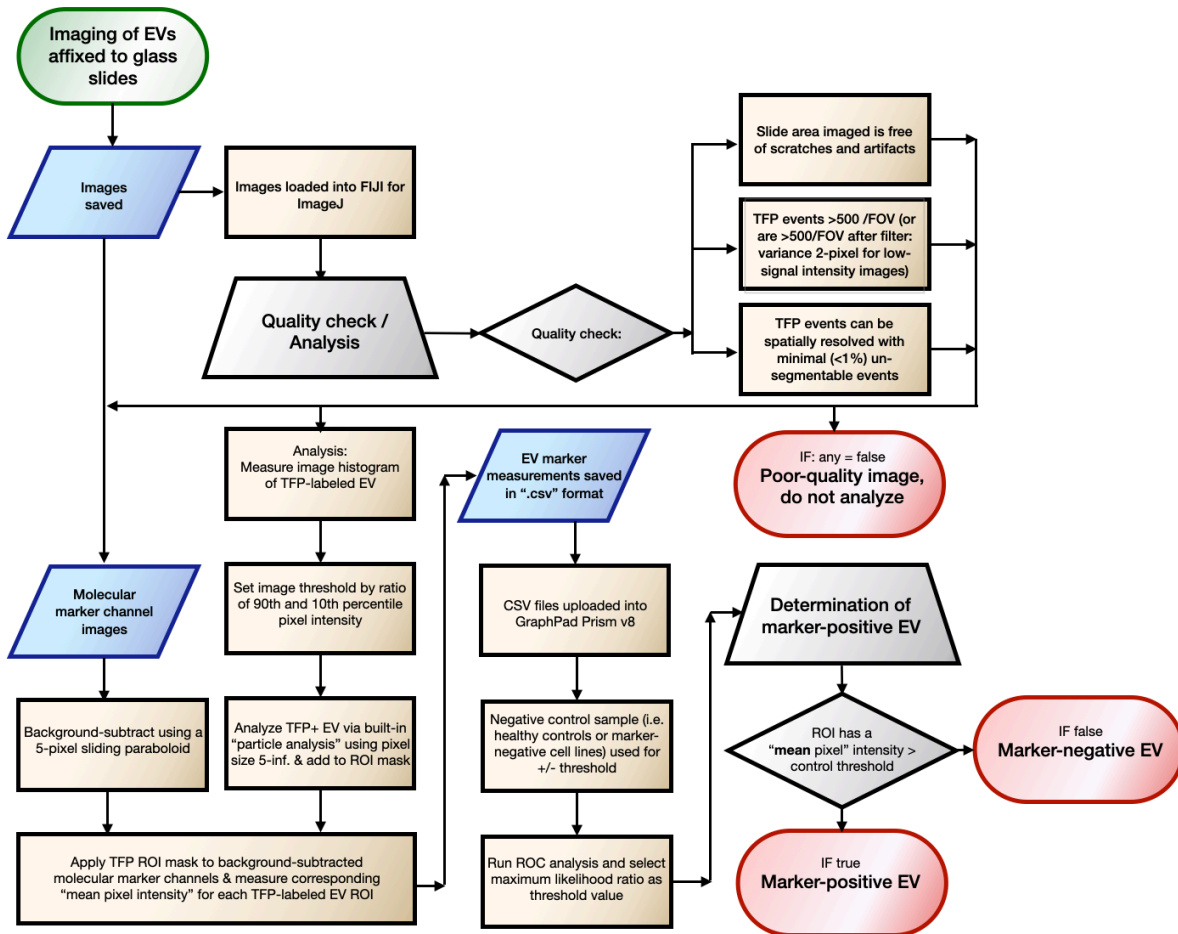 Imaging of EVs
affixed to glass
slides
Images
saved
Images loaded into FIJI for
ImageJ
Quality check /
Analysis
Quality check:
Slide area imaged is free
of scratches and artifacts
TFP events >500 /FOV (or
are >500/FOV after filter:
variance 2-pixel for low-
signal intensity images)
TFP events can be
spatially resolved with
minimal (<1%) un-
segmentable events
IF: any = false
Poor-quality image,
do not analyze
Analysis:
Measure image histogram
of TFP-labeled EV
Set image threshold by ratio
of 90th and 10th percentile
pixel intensity
Analyze TFP+ EV via built-in
“particle analysis” using pixel
size 5-inf. & add to ROI mask
Molecular
marker channel
images
Background-subtract using a
5-pixel sliding paraboloid
Apply TFP ROI mask to background-subtracted
molecular marker channels & measure corresponding
“mean pixel intensity” for each TFP-labeled EV ROI
EV marker
measurements saved
in “.csv” format
CSV files uploaded into
GraphPad Prism v8
Negative control sample (i.e.
healthy controls or marker-
negative cell lines) used for
+/- threshold
Run ROC analysis and select
maximum likelihood ratio as
threshold value
Determination of
marker-positive EV
ROI has a
“mean pixel” intensity >
control threshold
IF false
Marker-negative EV
IF true
Marker-positive EV